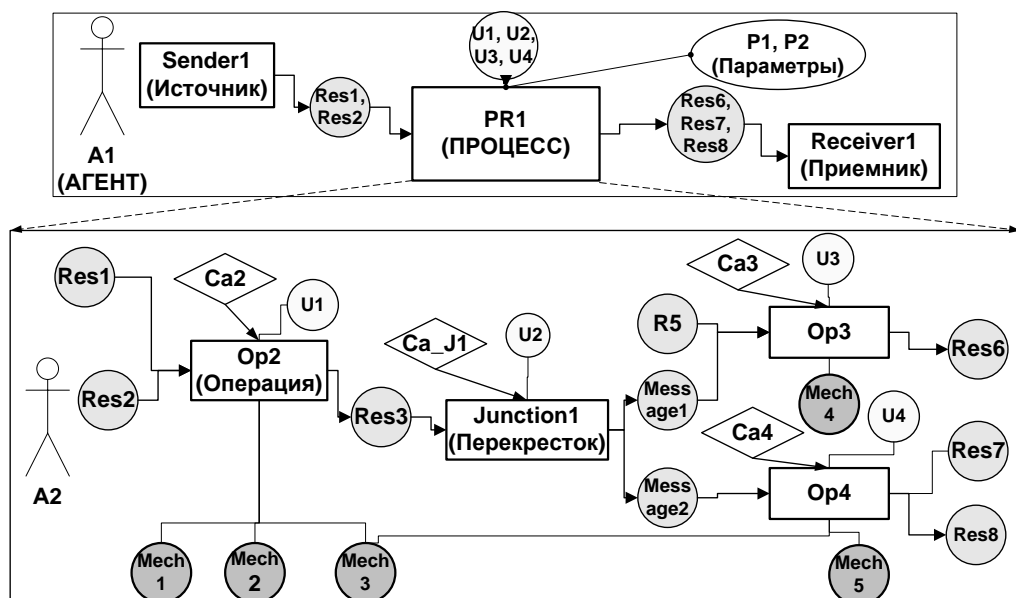 U1, U2,
U3, U4
P1, P2
(Параметры)
Sender1
(Источник)
Res1,
Res2
PR1
(ПРОЦЕСС)
Res6,
Res7,
Res8
Receiver1
(Приемник)
A1
(АГЕНТ)
Res1
Ca2
U1
Ca_J1
U2
Ca3
U3
R5
Op3
Res6
Op2
(Операция)
Res2
Res3
Junction1
(Перекресток)
Mess
age1
Mech
4
Ca4
U4
Res7
A2
Mess
age2
Op4
Res8
Mech
1
Mech
2
Mech
3
Mech
5